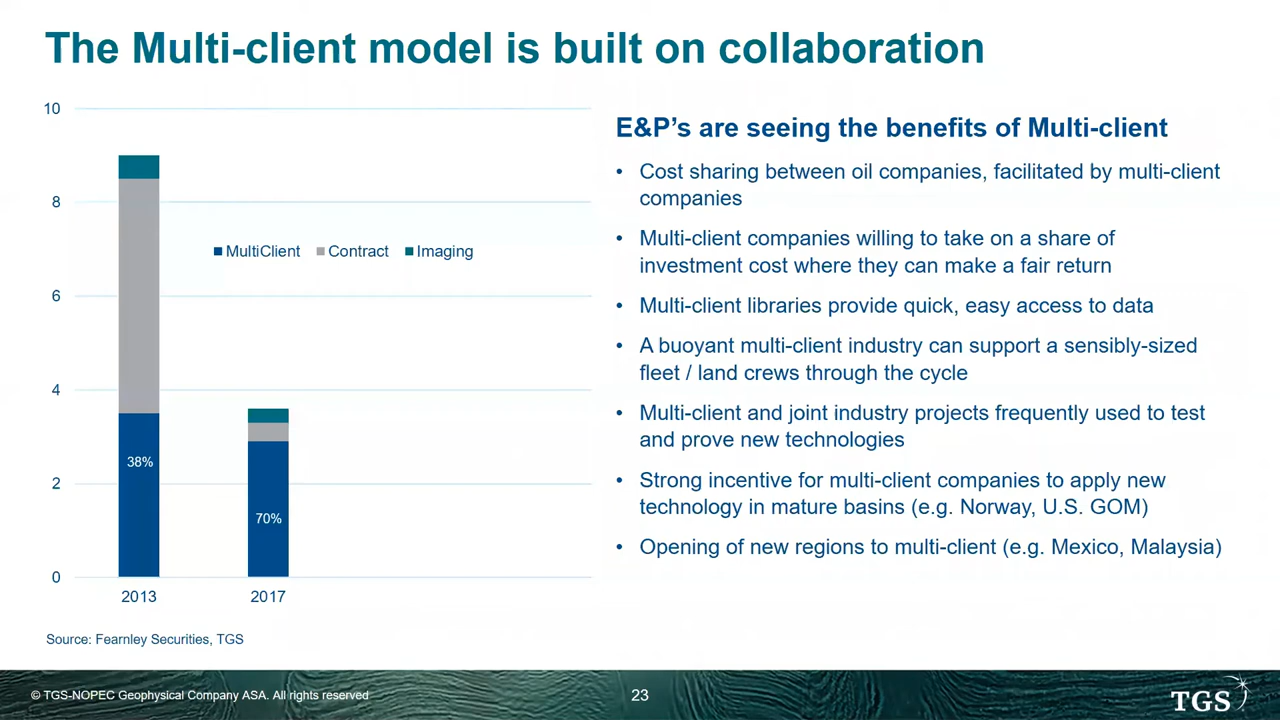 The Multi-client model is built on collaboration
10
8
6
4
2
0
MultiClient Contract Imaging
38%
70%
2013 2017
Source: Fearnley Securities, TGS
E&P’s are seeing the benefits of Multi-client
• Cost sharing between oil companies, facilitated by multi-client
companies
• Multi-client companies willing to take on a share of
investment cost where they can make a fair return
• Multi-client libraries provide quick, easy access to data
• A buoyant multi-client industry can support a sensibly-sized
fleet / land crews through the cycle
• Multi-client and joint industry projects frequently used to test
and prove new technologies
• Strong incentive for multi-client companies to apply new
technology in mature basins (e.g. Norway, U.S. GOM)
• Opening of new regions to multi-client (e.g. Mexico, Malaysia)
© TGS-NOPEC Geophysical Company ASA. All rights reserved
23
TGS